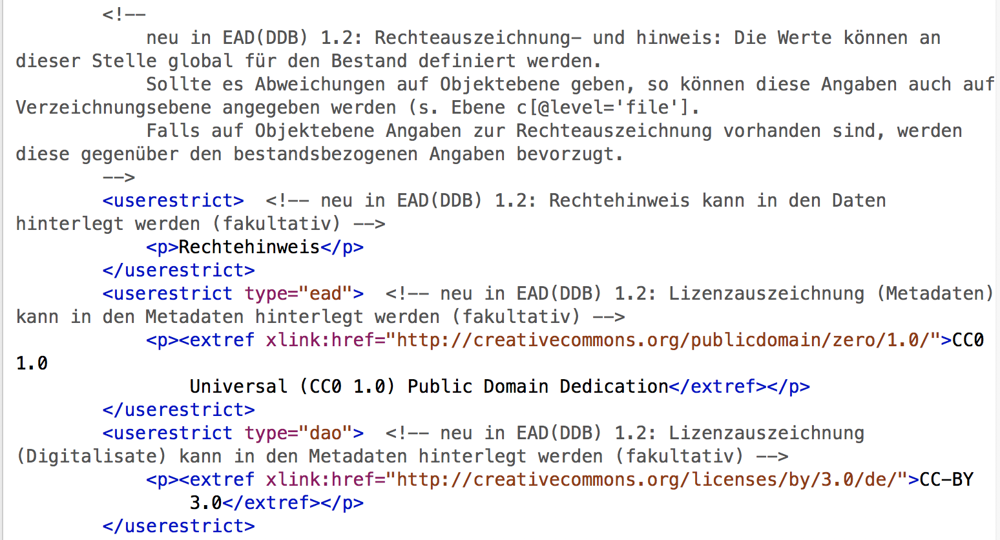 <!--
neu in EAD(DDB) 1.2: Rechteauszeichnung- und hinweis: Die Werte können an
dieser Stelle global für den Bestand definiert werden.
Sollte es Abweichungen auf Objektebene geben, so können diese Angaben auch auf
Verzeichnungsebene angegeben werden (s. Ebene c[@level='file'].
Falls auf Objektebene Angaben zur Rechteauszeichnung vorhanden sind, werden
diese gegenüber den bestandsbezogenen Angaben bevorzugt.
-->
<userestrict>  <!-- neu in EAD(DDB) 1.2: Rechtehinweis kann in den Daten
hinterlegt werden (fakultativ) -->
<p>Rechtehinweis</p>
</userestrict>
<userestrict type="ead">  <!-- neu in EAD(DDB) 1.2: Lizenzauszeichnung (Metadaten)
kann in den Metadaten hinterlegt werden (fakultativ) -->
<p><extref xlink:href="http://creativecommons.org/publicdomain/zero/1.0/">CC0
1.0
Universal (CC0 1.0) Public Domain Dedication</extref></p>
</userestrict>
<userestrict type="dao">  <!-- neu in EAD(DDB) 1.2: Lizenzauszeichnung
(Digitalisate) kann in den Metadaten hinterlegt werden (fakultativ) -->
<p><extref xlink:href="http://creativecommons.org/licenses/by/3.0/de/">CC-BY
3.0</extref></p>
</userestrict>